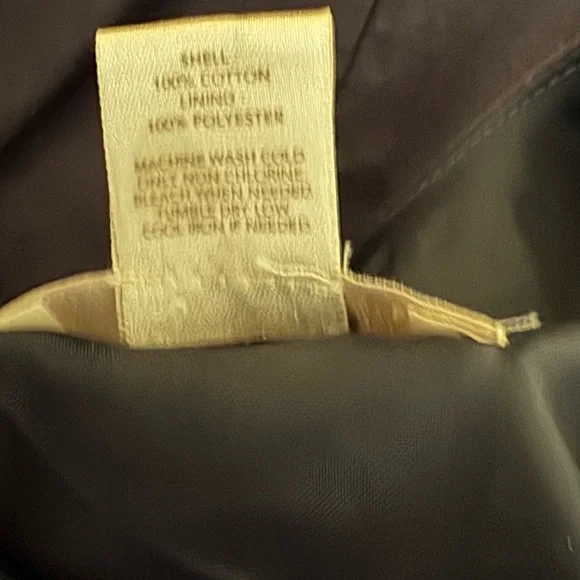 SHELL
100% COTTON
LINING:
100% POLYESTER
MACHINE WASH COLD
ONLY NON CHLORINE
BLEACH WHEN NEEDED
TUMBLE DRY LOW
COOL IRON IF NEEDED